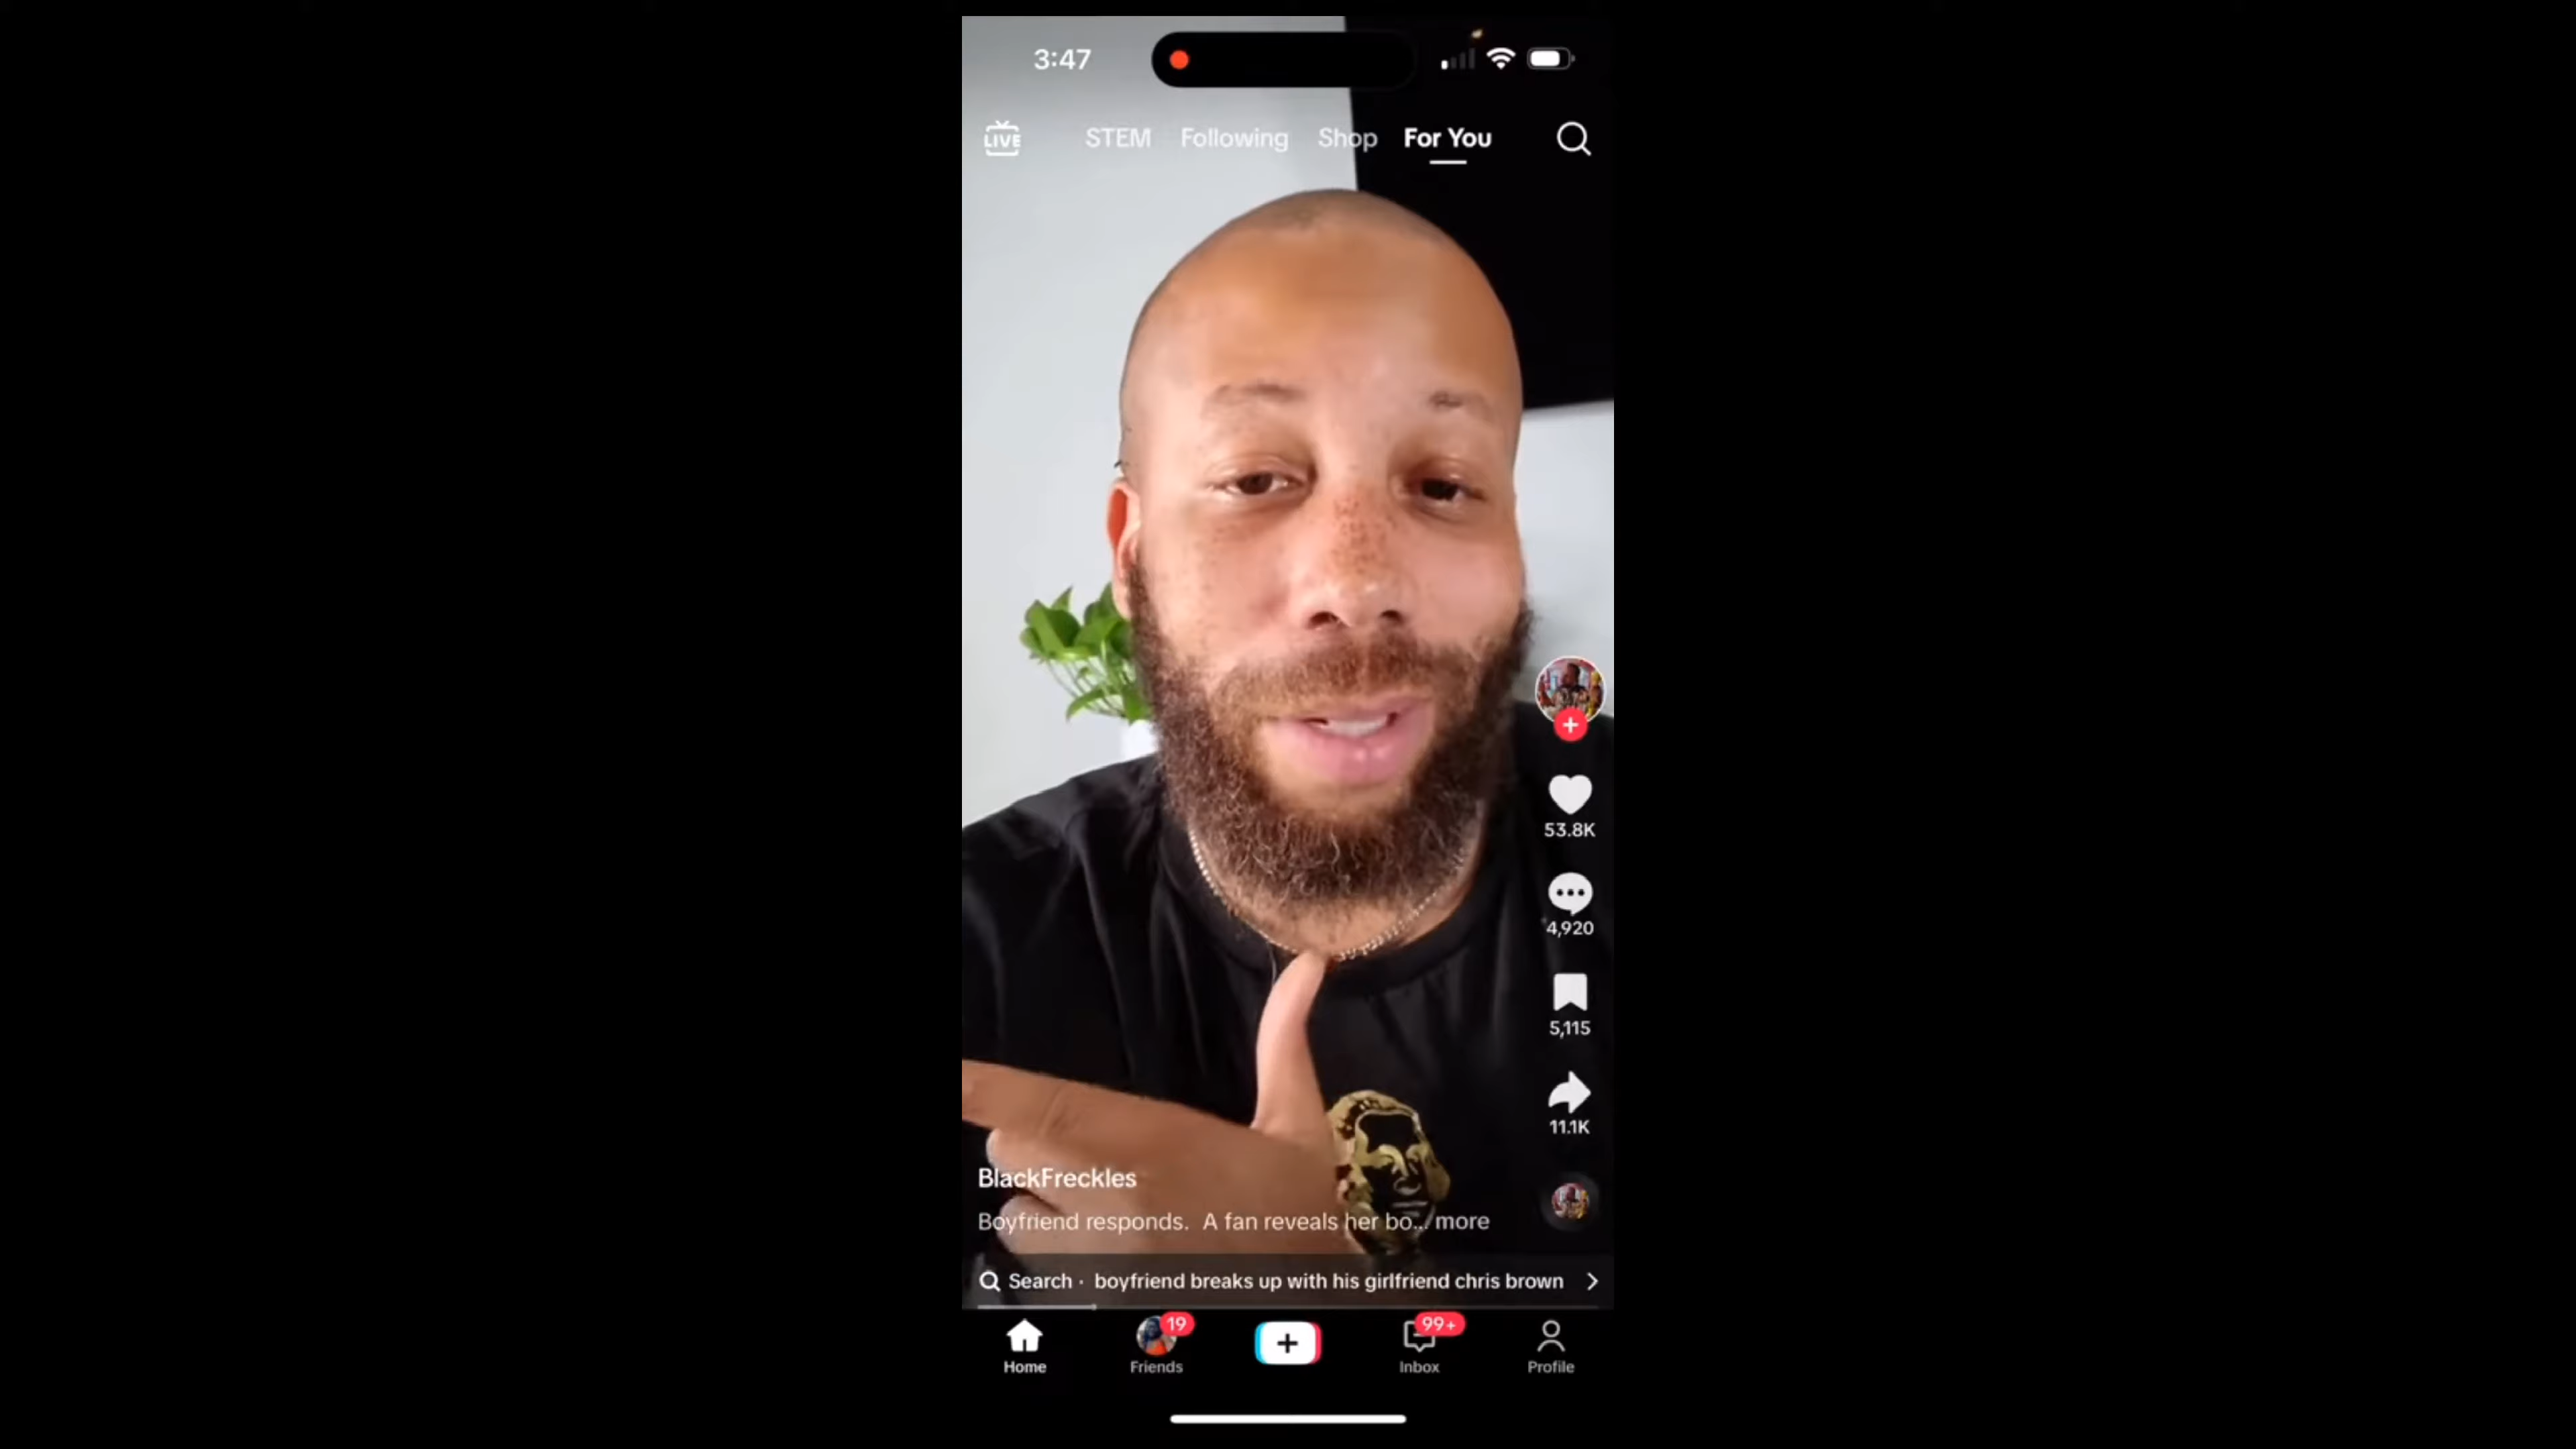 3:47
LIVE
STEM Following Shop For You
53.8K
4,920
5,115
11.1K
BlackFreckles
Boyfriend responds. A fan reveals her bo... more
Search · boyfriend breaks up with his girlfriend chris brown
19
99+
Home Friends Inbox Profile